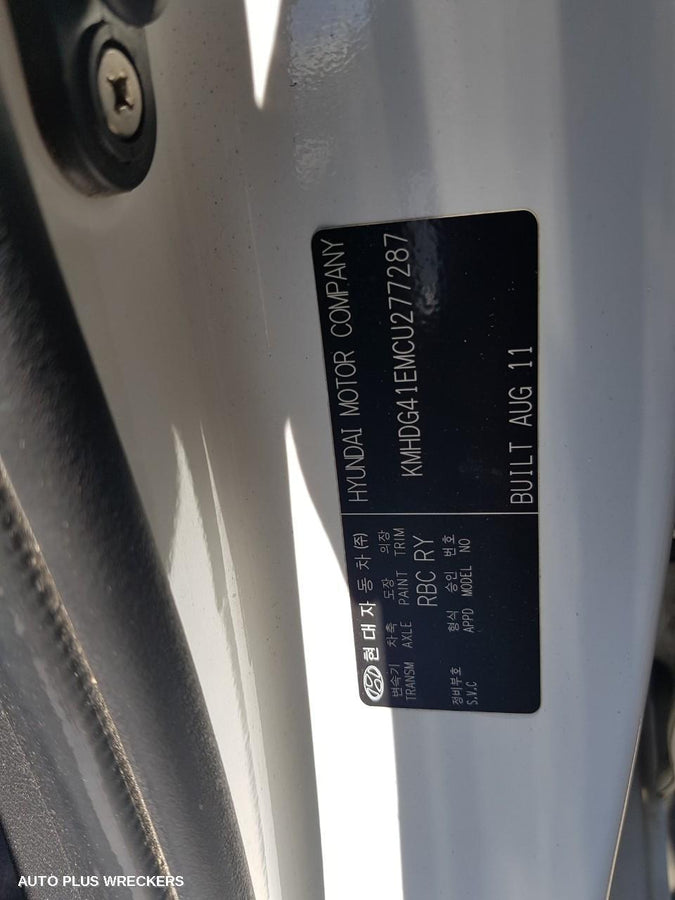 HYUNDAI MOTOR COMPANY
KMHDG41EMCU277287
BUILT AUG 11
현대자동차(주)
변속기 차축 도장 의장
TRANSM AXLE PAINT TRIM
RBC RY
형식 승인 번호
APPD MODEL NO
정비부호
S.V.C
AUTO PLUS WRECKERS